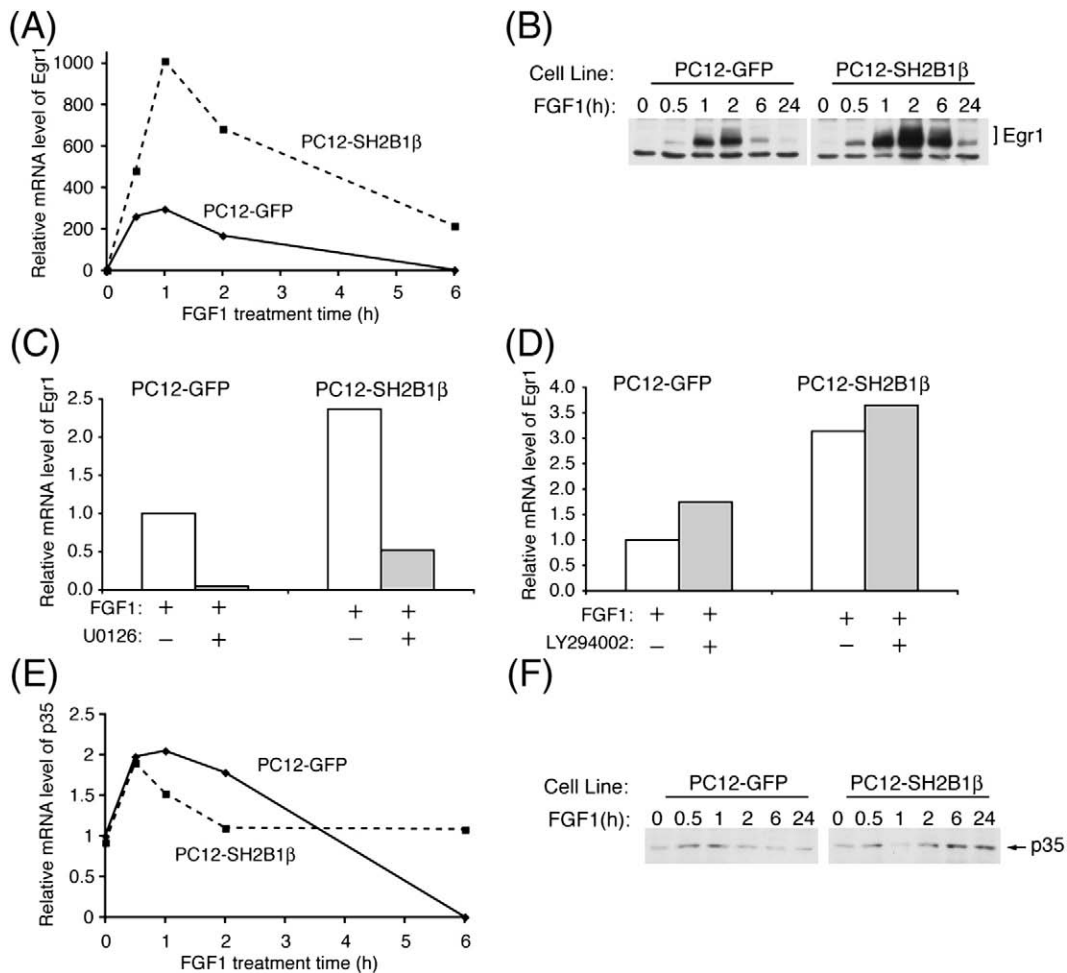 (A)
Relative mRNA level of Egr1
1000
800
600
400
200
0
PC12-SH2B1β
PC12-GFP
0 1 2 3 4 5 6
FGF1 treatment time (h)
(B)
Cell Line: PC12-GFP PC12-SH2B1β
FGF1(h): 0 0.5 1 2 6 24 0 0.5 1 2 6 24
] Egr1
(C)
Relative mRNA level of Egr1
2.5
2.0
1.5
1.0
0.5
0.0
PC12-GFP PC12-SH2B1β
FGF1: + + + +
U0126: – + – +
(D)
Relative mRNA level of Egr1
4.0
3.5
3.0
2.5
2.0
1.5
1.0
0.5
0.0
PC12-GFP PC12-SH2B1β
FGF1: + + + +
LY294002: – + – +
(E)
Relative mRNA level of p35
2.5
2
1.5
1
0.5
0
PC12-GFP
PC12-SH2B1β
0 1 2 3 4 5 6
FGF1 treatment time (h)
(F)
Cell Line: PC12-GFP PC12-SH2B1β
FGF1(h): 0 0.5 1 2 6 24 0 0.5 1 2 6 24
← p35